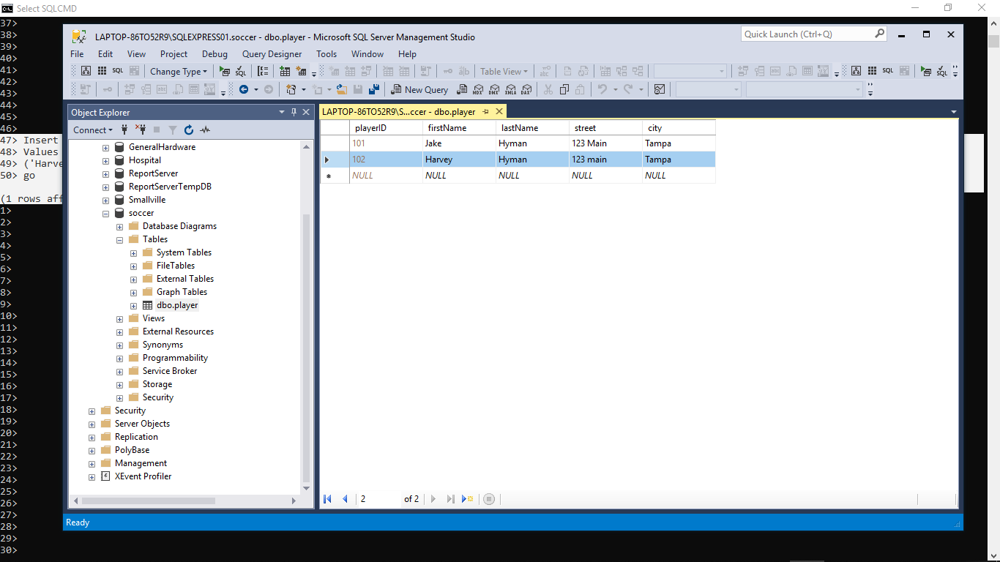 Select SQLCMD
37>
38>
39>
40>
41>
42>
43>
44>
45>
46>
47> Insert
48> Values
49> ('Harve
50> go
(1 rows aff
1>
2>
3>
4>
5>
6>
7>
8>
9>
10>
11>
12>
13>
14>
15>
16>
17>
18>
19>
20>
21>
22>
23>
24>
25>
26>
27>
28>
29>
30>
LAPTOP-86TO52R9\SQLEXPRESS01.soccer - dbo.player - Microsoft SQL Server Management Studio
Quick Launch (Ctrl+Q)
File Edit View Project Debug Query Designer Tools Window Help
SQL Change Type Table View SQL
New Query MDX DMX XMLA DAX
Object Explorer
Connect
GeneralHardware
Hospital
ReportServer
ReportServerTempDB
Smallville
soccer
Database Diagrams
Tables
System Tables
FileTables
External Tables
Graph Tables
dbo.player
Views
External Resources
Synonyms
Programmability
Service Broker
Storage
Security
Security
Server Objects
Replication
PolyBase
Management
XEvent Profiler
LAPTOP-86TO52R9\S...ccer - dbo.player
playerID firstName lastName street city
101 Jake Hyman 123 Main Tampa
102 Harvey Hyman 123 main Tampa
NULL NULL NULL NULL NULL
2 of 2
Ready